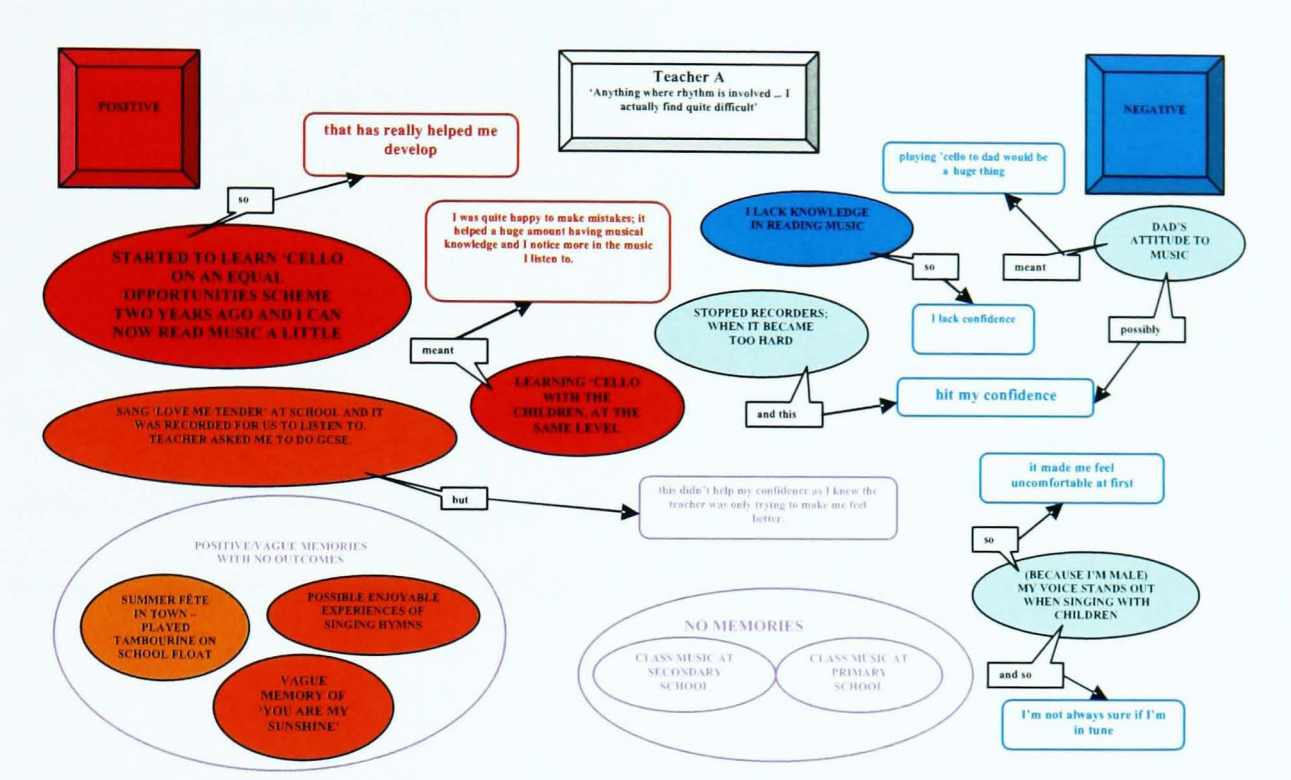 POSITIVE
Teacher A
'Anything where rhythm is involved ... I
actually find quite difficult'
NEGATIVE
that has really helped me
develop
so
STARTED TO LEARN 'CELLO
ON AN EQUAL
OPPORTUNITIES SCHEME
TWO YEARS AGO AND I CAN
NOW READ MUSIC A LITTLE
I was quite happy to make mistakes; it
helped a huge amount having musical
knowledge and I notice more in the music
I listen to.
meant
LEARNING 'CELLO
WITH THE
CHILDREN, AT THE
SAME LEVEL
playing 'cello to dad would be
a huge thing
I LACK KNOWLEDGE
IN READING MUSIC
so
I lack confidence
meant
DAD'S
ATTITUDE TO
MUSIC
possibly
STOPPED RECORDERS;
WHEN IT BECAME
TOO HARD
and this
hit my confidence
SANG 'LOVE ME TENDER' AT SCHOOL AND IT
WAS RECORDED FOR US TO LISTEN TO.
TEACHER ASKED ME TO DO GCSE.
but
this didn't help my confidence as I knew the
teacher was only trying to make me feel
better.
it made me feel
uncomfortable at first
so
(BECAUSE I'M MALE)
MY VOICE STANDS OUT
WHEN SINGING WITH
CHILDREN
and so
I'm not always sure if I'm
in tune
POSITIVE/VAGUE MEMORIES
WITH NO OUTCOMES
SUMMER FÊTE
IN TOWN –
PLAYED
TAMBOURINE ON
SCHOOL FLOAT
POSSIBLE ENJOYABLE
EXPERIENCES OF
SINGING HYMNS
VAGUE
MEMORY OF
'YOU ARE MY
SUNSHINE'
NO MEMORIES
CLASS MUSIC AT
SECONDARY
SCHOOL
CLASS MUSIC AT
PRIMARY
SCHOOL